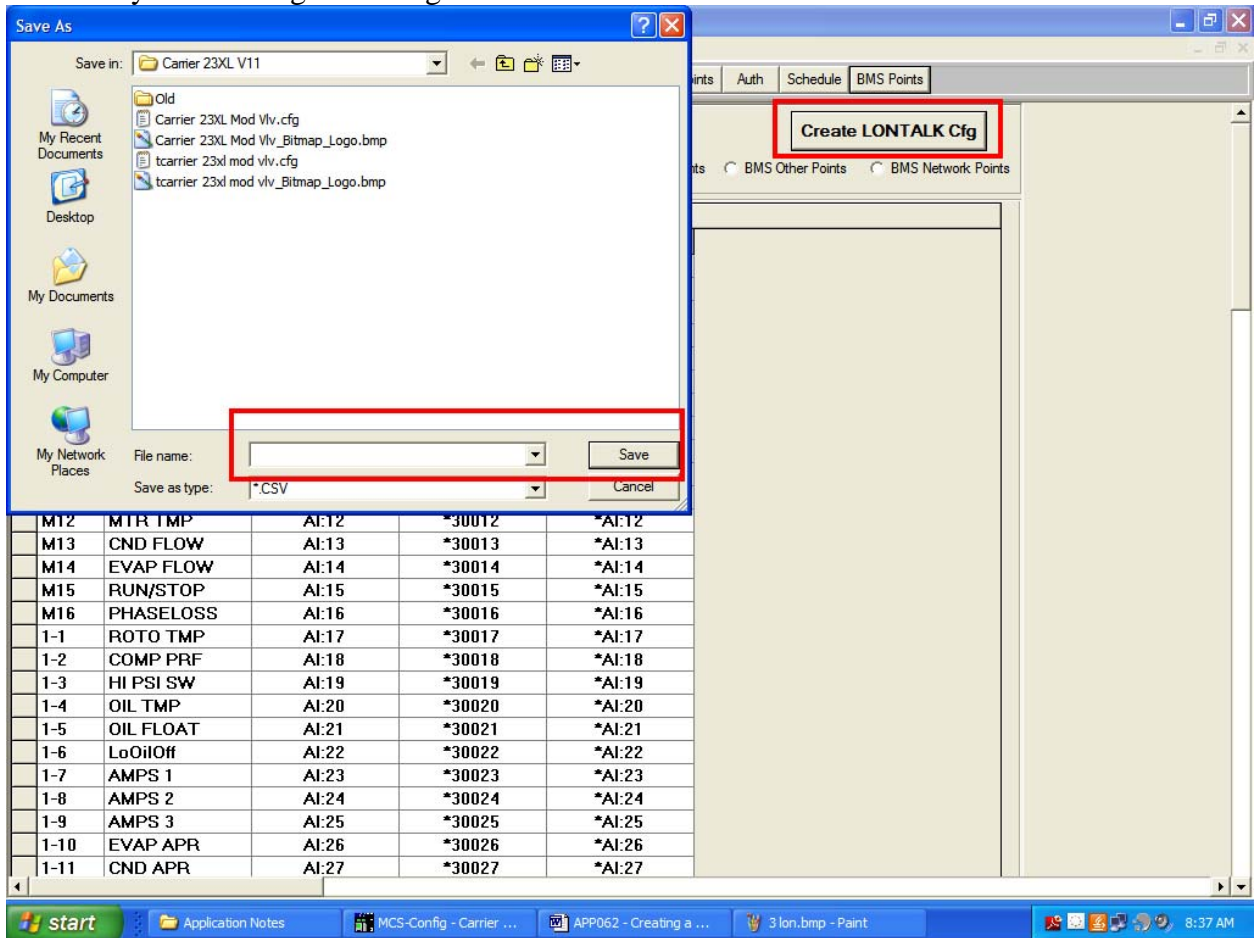 Save As
Save in: Carrier 23XL V11
My Recent Documents
Desktop
My Documents
My Computer
My Network Places
Old
Carrier 23XL Mod Vlv.cfg
Carrier 23XL Mod Vlv_Bitmap_Logo.bmp
tcarrier 23xl mod vlv.cfg
tcarrier 23xl mod vlv_Bitmap_Logo.bmp
File name: Save
Save as type: *.CSV Cancel
Auth Schedule BMS Points
Create LONTALK Cfg
BMS Other Points BMS Network Points
M12 MTR TMP AI:12 *30012 *AI:12
M13 CND FLOW AI:13 *30013 *AI:13
M14 EVAP FLOW AI:14 *30014 *AI:14
M15 RUN/STOP AI:15 *30015 *AI:15
M16 PHASELOSS AI:16 *30016 *AI:16
1-1 ROTO TMP AI:17 *30017 *AI:17
1-2 COMP PRF AI:18 *30018 *AI:18
1-3 HI PSI SW AI:19 *30019 *AI:19
1-4 OIL TMP AI:20 *30020 *AI:20
1-5 OIL FLOAT AI:21 *30021 *AI:21
1-6 LoOilOff AI:22 *30022 *AI:22
1-7 AMPS 1 AI:23 *30023 *AI:23
1-8 AMPS 2 AI:24 *30024 *AI:24
1-9 AMPS 3 AI:25 *30025 *AI:25
1-10 EVAP APR AI:26 *30026 *AI:26
1-11 CND APR AI:27 *30027 *AI:27
start Application Notes MCS-Config - Carrier ... APP062 - Creating a ... 3 lon.bmp - Paint 8:37 AM